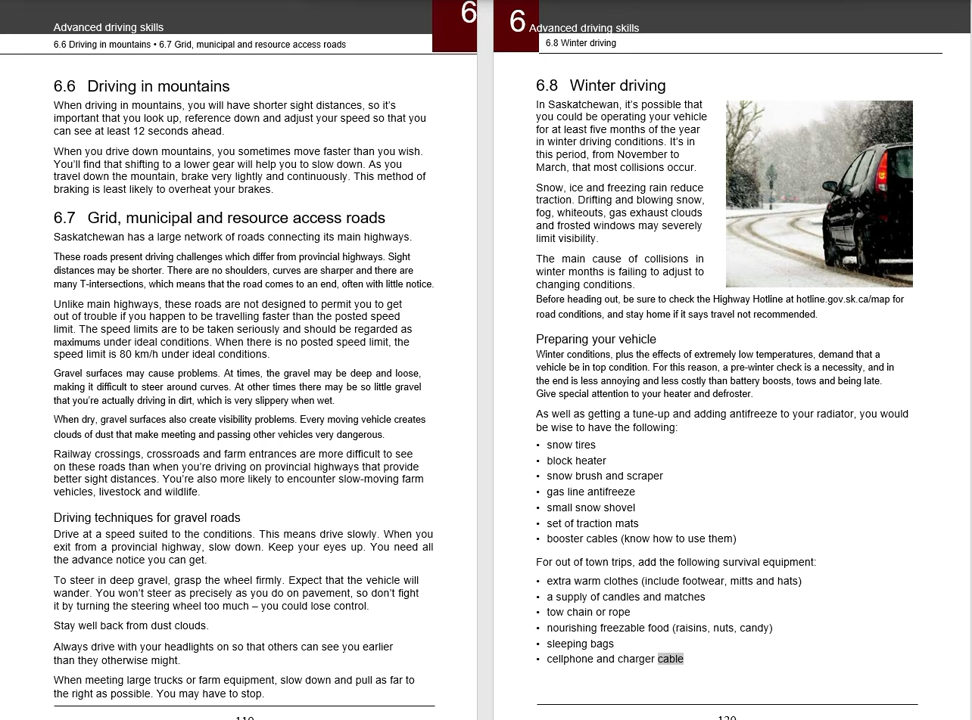 Advanced driving skills
6
6.6 Driving in mountains • 6.7 Grid, municipal and resource access roads
6.6 Driving in mountains
When driving in mountains, you will have shorter sight distances, so it's
important that you look up, reference down and adjust your speed so that you
can see at least 12 seconds ahead.
When you drive down mountains, you sometimes move faster than you wish.
You'll find that shifting to a lower gear will help you to slow down. As you
travel down the mountain, brake very lightly and continuously. This method of
braking is least likely to overheat your brakes.
6.7 Grid, municipal and resource access roads
Saskatchewan has a large network of roads connecting its main highways.
These roads present driving challenges which differ from provincial highways. Sight
distances may be shorter. There are no shoulders, curves are sharper and there are
many T-intersections, which means that the road comes to an end, often with little notice.
Unlike main highways, these roads are not designed to permit you to get
out of trouble if you happen to be travelling faster than the posted speed
limit. The speed limits are to be taken seriously and should be regarded as
maximums under ideal conditions. When there is no posted speed limit, the
speed limit is 80 km/h under ideal conditions.
Gravel surfaces may cause problems. At times, the gravel may be deep and loose,
making it difficult to steer around curves. At other times there may be so little gravel
that you're actually driving in dirt, which is very slippery when wet.
When dry, gravel surfaces also create visibility problems. Every moving vehicle creates
clouds of dust that make meeting and passing other vehicles very dangerous.
Railway crossings, crossroads and farm entrances are more difficult to see
on these roads than when you're driving on provincial highways that provide
better sight distances. You're also more likely to encounter slow-moving farm
vehicles, livestock and wildlife.
Driving techniques for gravel roads
Drive at a speed suited to the conditions. This means drive slowly. When you
exit from a provincial highway, slow down. Keep your eyes up. You need all
the advance notice you can get.
To steer in deep gravel, grasp the wheel firmly. Expect that the vehicle will
wander. You won't steer as precisely as you do on pavement, so don't fight
it by turning the steering wheel too much – you could lose control.
Stay well back from dust clouds.
Always drive with your headlights on so that others can see you earlier
than they otherwise might.
When meeting large trucks or farm equipment, slow down and pull as far to
the right as possible. You may have to stop.
6 Advanced driving skills
6.8 Winter driving
6.8 Winter driving
In Saskatchewan, it's possible that
you could be operating your vehicle
for at least five months of the year
in winter driving conditions. It's in
this period, from November to
March, that most collisions occur.
Snow, ice and freezing rain reduce
traction. Drifting and blowing snow,
fog, whiteouts, gas exhaust clouds
and frosted windows may severely
limit visibility.
The main cause of collisions in
winter months is failing to adjust to
changing conditions.
Before heading out, be sure to check the Highway Hotline at hotline.gov.sk.ca/map for
road conditions, and stay home if it says travel not recommended.
Preparing your vehicle
Winter conditions, plus the effects of extremely low temperatures, demand that a
vehicle be in top condition. For this reason, a pre-winter check is a necessity, and in
the end is less annoying and less costly than battery boosts, tows and being late.
Give special attention to your heater and defroster.
As well as getting a tune-up and adding antifreeze to your radiator, you would
be wise to have the following:
• snow tires
• block heater
• snow brush and scraper
• gas line antifreeze
• small snow shovel
• set of traction mats
• booster cables (know how to use them)
For out of town trips, add the following survival equipment:
• extra warm clothes (include footwear, mitts and hats)
• a supply of candles and matches
• tow chain or rope
• nourishing freezable food (raisins, nuts, candy)
• sleeping bags
• cellphone and charger cable